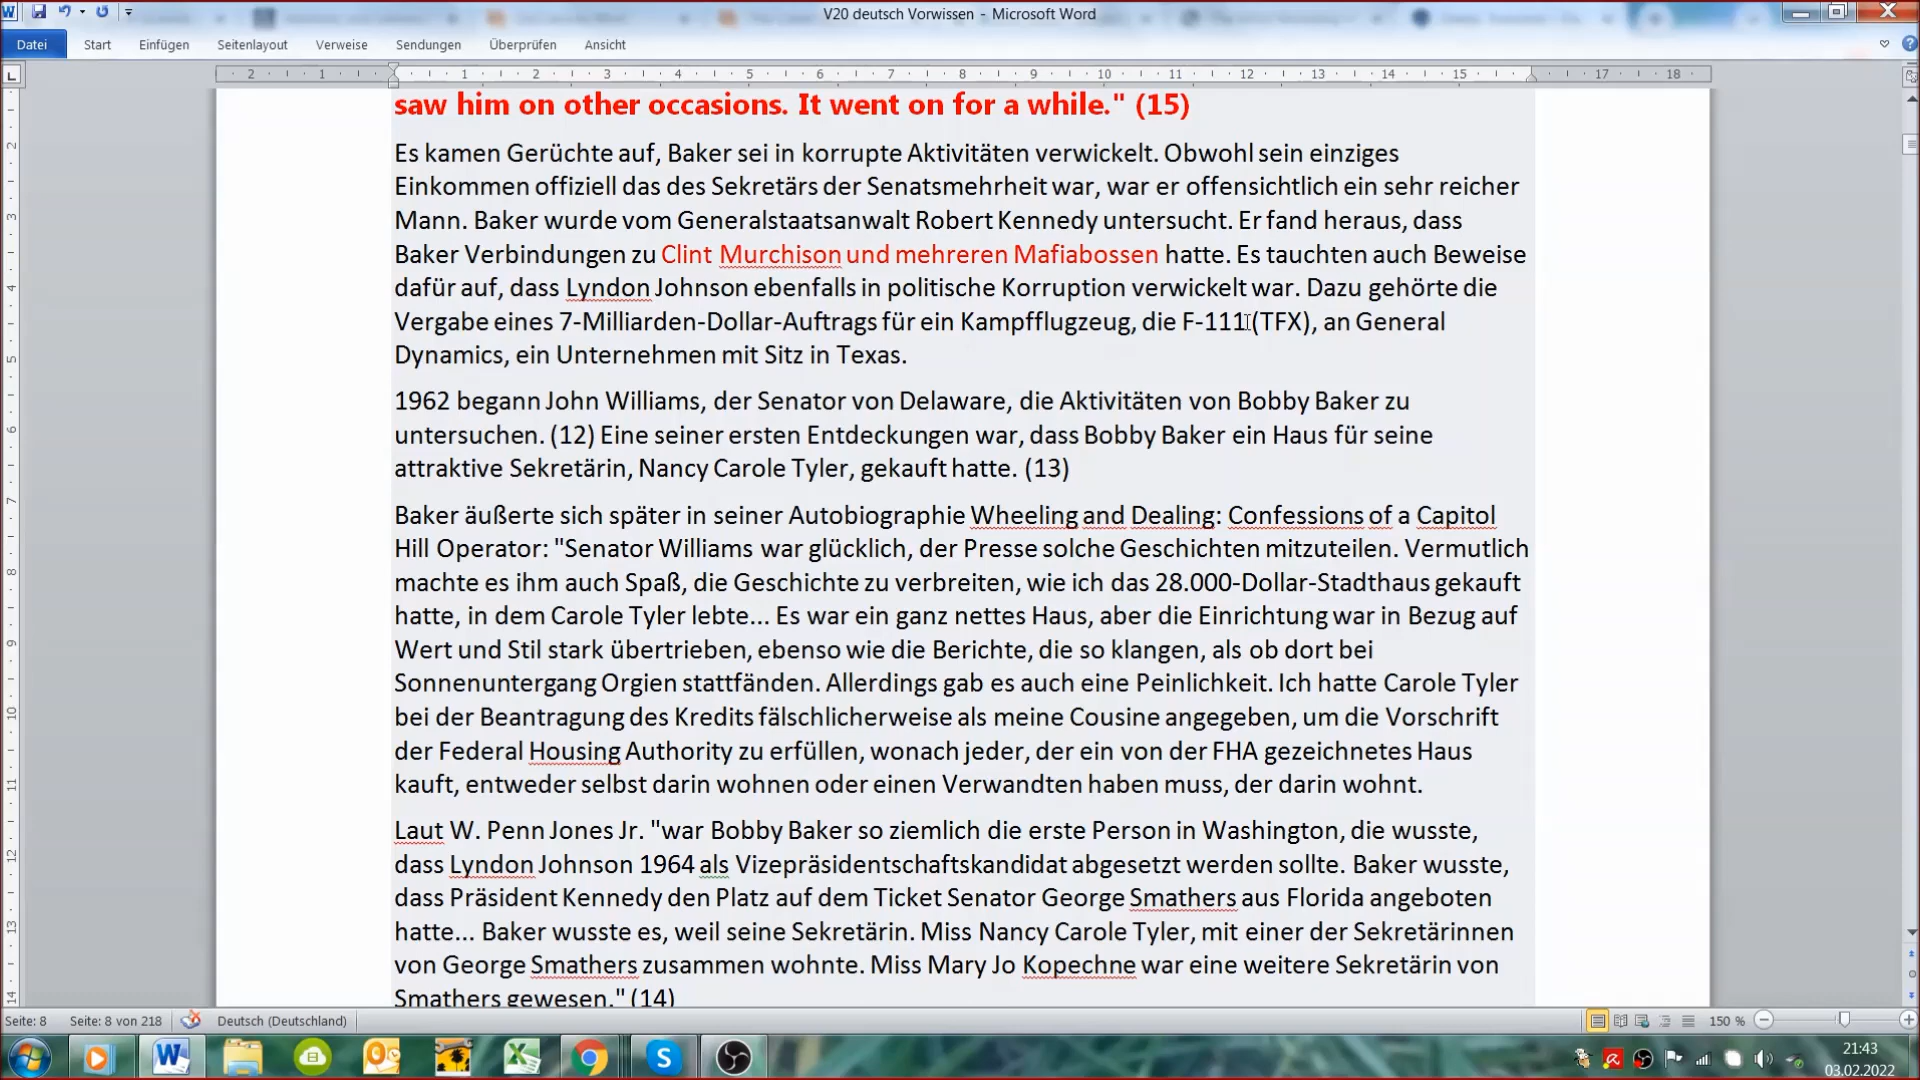 V20 deutsch Vorwissen - Microsoft Word
Datei Start Einfügen Seitenlayout Verweise Sendungen Überprüfen Ansicht
2 1 1 2 3 4 5 6 7 8 9 10 11 12 13 14 15 17 18
saw him on other occasions. It went on for a while." (15)
Es kamen Gerüchte auf, Baker sei in korrupte Aktivitäten verwickelt. Obwohl sein einziges
Einkommen offiziell das des Sekretärs der Senatsmehrheit war, war er offensichtlich ein sehr reicher
Mann. Baker wurde vom Generalstaatsanwalt Robert Kennedy untersucht. Er fand heraus, dass
Baker Verbindungen zu Clint Murchison und mehreren Mafiabossen hatte. Es tauchten auch Beweise
dafür auf, dass Lyndon Johnson ebenfalls in politische Korruption verwickelt war. Dazu gehörte die
Vergabe eines 7-Milliarden-Dollar-Auftrags für ein Kampfflugzeug, die F-111 (TFX), an General
Dynamics, ein Unternehmen mit Sitz in Texas.
1962 begann John Williams, der Senator von Delaware, die Aktivitäten von Bobby Baker zu
untersuchen. (12) Eine seiner ersten Entdeckungen war, dass Bobby Baker ein Haus für seine
attraktive Sekretärin, Nancy Carole Tyler, gekauft hatte. (13)
Baker äußerte sich später in seiner Autobiographie Wheeling and Dealing: Confessions of a Capitol
Hill Operator: "Senator Williams war glücklich, der Presse solche Geschichten mitzuteilen. Vermutlich
machte es ihm auch Spaß, die Geschichte zu verbreiten, wie ich das 28.000-Dollar-Stadthaus gekauft
hatte, in dem Carole Tyler lebte... Es war ein ganz nettes Haus, aber die Einrichtung war in Bezug auf
Wert und Stil stark übertrieben, ebenso wie die Berichte, die so klangen, als ob dort bei
Sonnenuntergang Orgien stattfänden. Allerdings gab es auch eine Peinlichkeit. Ich hatte Carole Tyler
bei der Beantragung des Kredits fälschlicherweise als meine Cousine angegeben, um die Vorschrift
der Federal Housing Authority zu erfüllen, wonach jeder, der ein von der FHA gezeichnetes Haus
kauft, entweder selbst darin wohnen oder einen Verwandten haben muss, der darin wohnt.
Laut W. Penn Jones Jr. "war Bobby Baker so ziemlich die erste Person in Washington, die wusste,
dass Lyndon Johnson 1964 als Vizepräsidentschaftskandidat abgesetzt werden sollte. Baker wusste,
dass Präsident Kennedy den Platz auf dem Ticket Senator George Smathers aus Florida angeboten
hatte... Baker wusste es, weil seine Sekretärin. Miss Nancy Carole Tyler, mit einer der Sekretärinnen
von George Smathers zusammen wohnte. Miss Mary Jo Kopechne war eine weitere Sekretärin von
Smathers gewesen." (14)
Seite: 8 Seite: 8 von 218 Deutsch (Deutschland) 150 %
21:43
03.02.2022